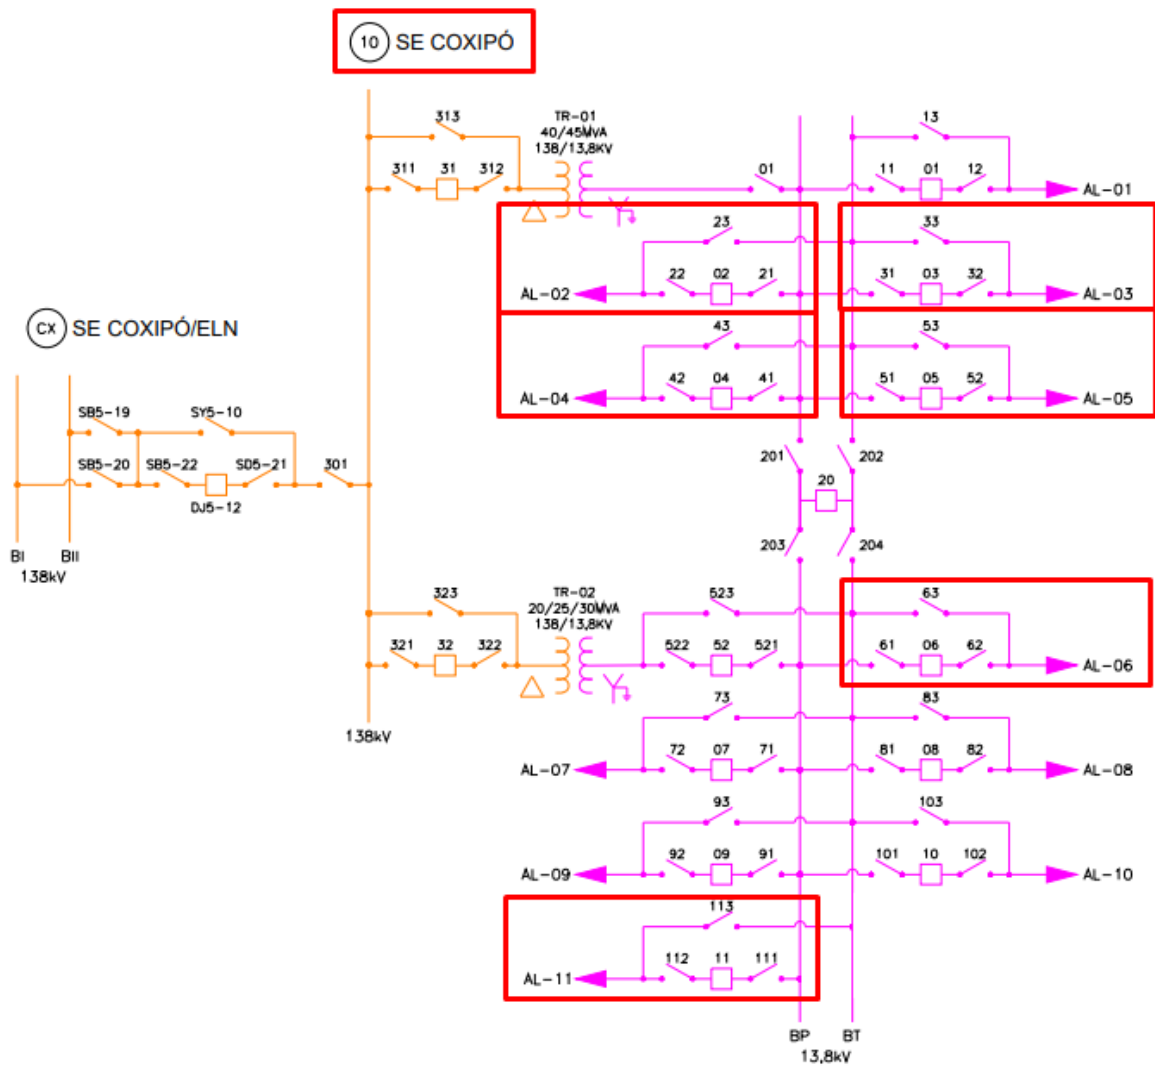 10 SE COXIPÓ
313
TR-01
40/45MVA
138/13,8KV
13
311 31 312
01
11 01 12
AL-01
23
33
22 02 21
31 03 32
AL-02
AL-03
CX SE COXIPÓ/ELN
43
53
42 04 41
51 05 52
AL-04
AL-05
SB5-19 SY5-10
SB5-20 SB5-22 SD5-21 301
DJ5-12
201 202
20
203 204
BI BII
138kV
323
TR-02
20/25/30MVA
138/13,8KV
523
63
321 32 322
522 52 521
61 06 62
AL-06
138kV
73
83
72 07 71
81 08 82
AL-07
AL-08
93
103
92 09 91
101 10 102
AL-09
AL-10
113
112 11 111
AL-11
BP BT
13,8kV